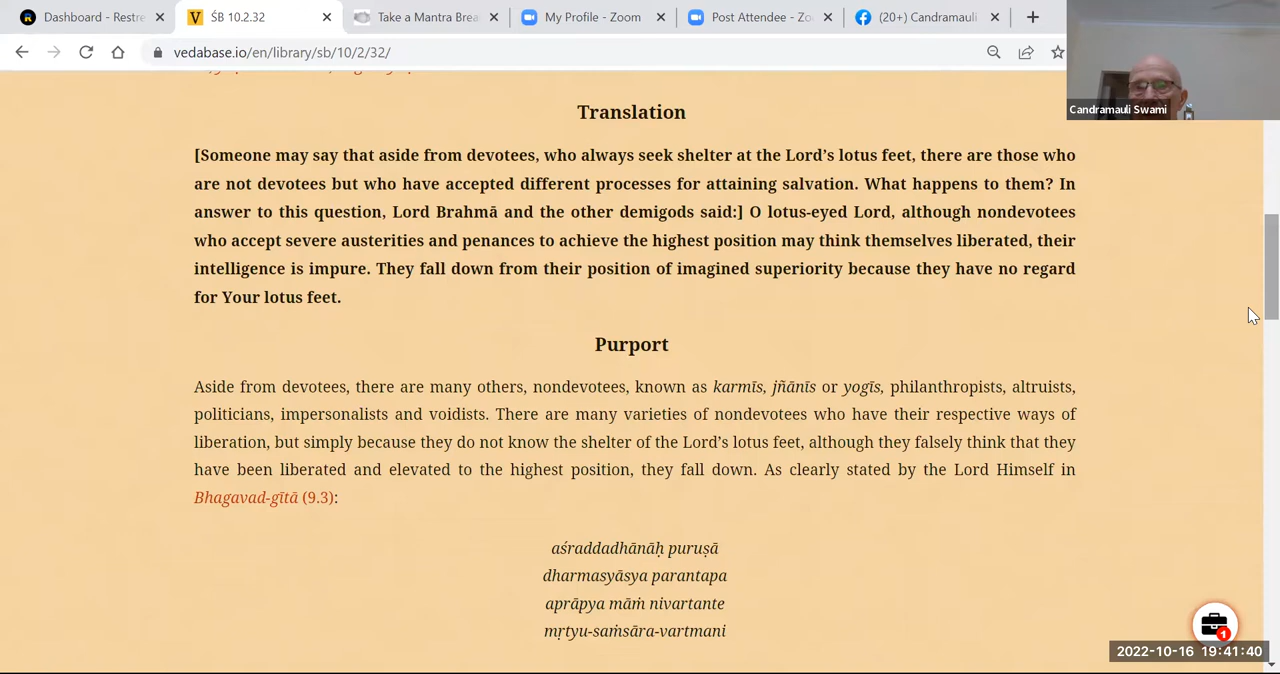 Dashboard - Restre
ŚB 10.2.32
Take a Mantra Brea
My Profile - Zoom
Post Attendee - Zo
(20+) Candramauli
vedabase.io/en/library/sb/10/2/32/
Candramauli Swami
Translation
[Someone may say that aside from devotees, who always seek shelter at the Lord’s lotus feet, there are those who
are not devotees but who have accepted different processes for attaining salvation. What happens to them? In
answer to this question, Lord Brahmā and the other demigods said:] O lotus-eyed Lord, although nondevotees
who accept severe austerities and penances to achieve the highest position may think themselves liberated, their
intelligence is impure. They fall down from their position of imagined superiority because they have no regard
for Your lotus feet.
Purport
Aside from devotees, there are many others, nondevotees, known as karmīs, jñānīs or yogīs, philanthropists, altruists,
politicians, impersonalists and voidists. There are many varieties of nondevotees who have their respective ways of
liberation, but simply because they do not know the shelter of the Lord’s lotus feet, although they falsely think that they
have been liberated and elevated to the highest position, they fall down. As clearly stated by the Lord Himself in
Bhagavad-gītā (9.3):
aśraddadhānāḥ puruṣā
dharmasyāsya parantapa
aprāpya māṁ nivartante
mṛtyu-saṁsāra-vartmani
1
2022-10-16 19:41:40